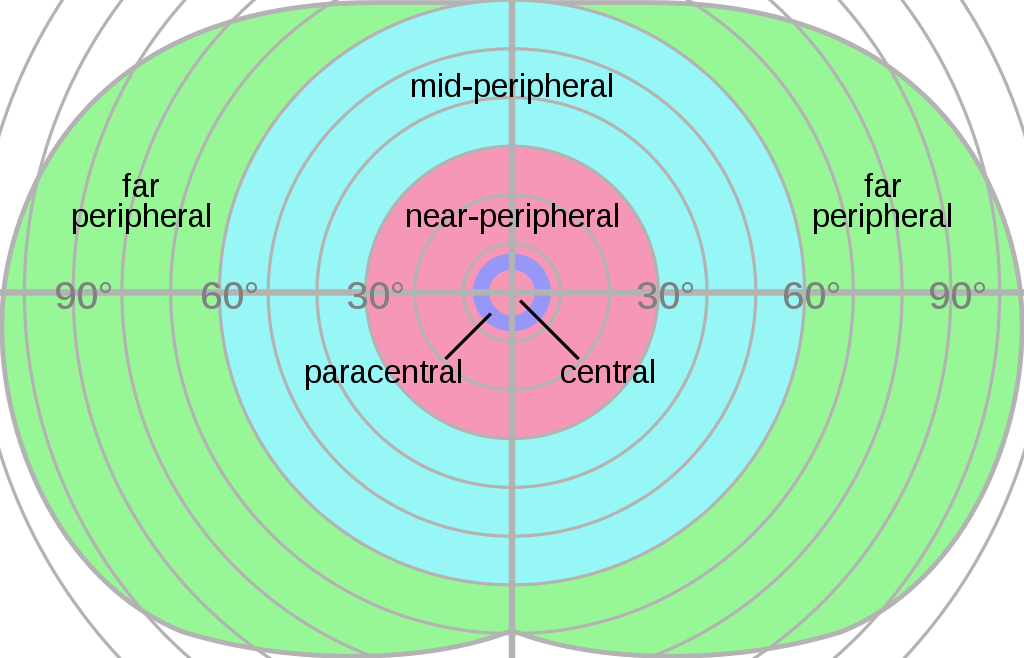 mid-peripheral
far
peripheral
far
peripheral
near-peripheral
90° 60° 30° 30° 60° 90°
paracentral central